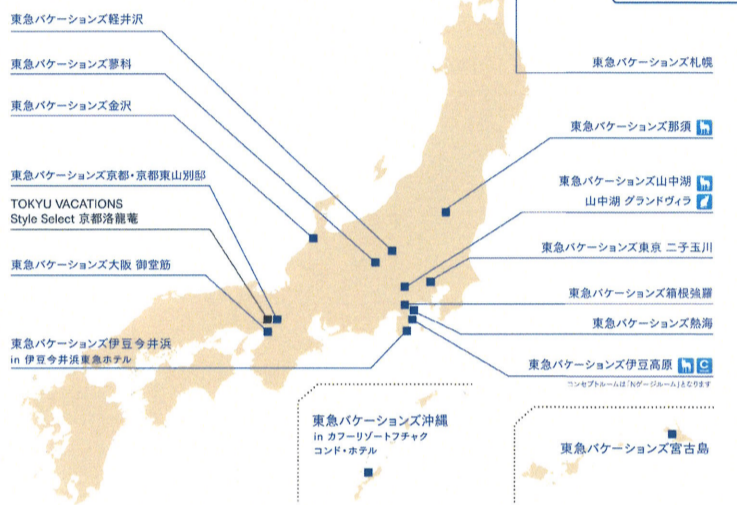 東急バケーションズ軽井沢
東急バケーションズ蓼科
東急バケーションズ金沢
東急バケーションズ京都・京都東山別邸
TOKYU VACATIONS
Style Select 京都洛龍菴
東急バケーションズ大阪 御堂筋
東急バケーションズ伊豆今井浜
in 伊豆今井浜東急ホテル
東急バケーションズ札幌
東急バケーションズ那須
東急バケーションズ山中湖
山中湖 グランドヴィラ
東急バケーションズ東京 二子玉川
東急バケーションズ箱根強羅
東急バケーションズ熱海
東急バケーションズ伊豆高原
コンセプトルームは「Nゲージルーム」となります
東急バケーションズ沖縄
in カフーリゾートフチャク
コンド・ホテル
東急バケーションズ宮古島